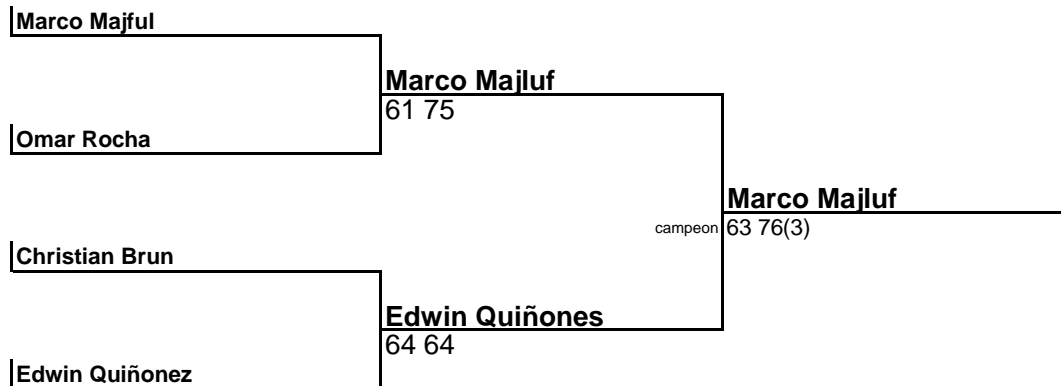 Marco Majful
Marco Majluf
61 75
Omar Rocha
Marco Majluf
campeon 63 76(3)
Christian Brun
Edwin Quiñones
64 64
Edwin Quiñonez